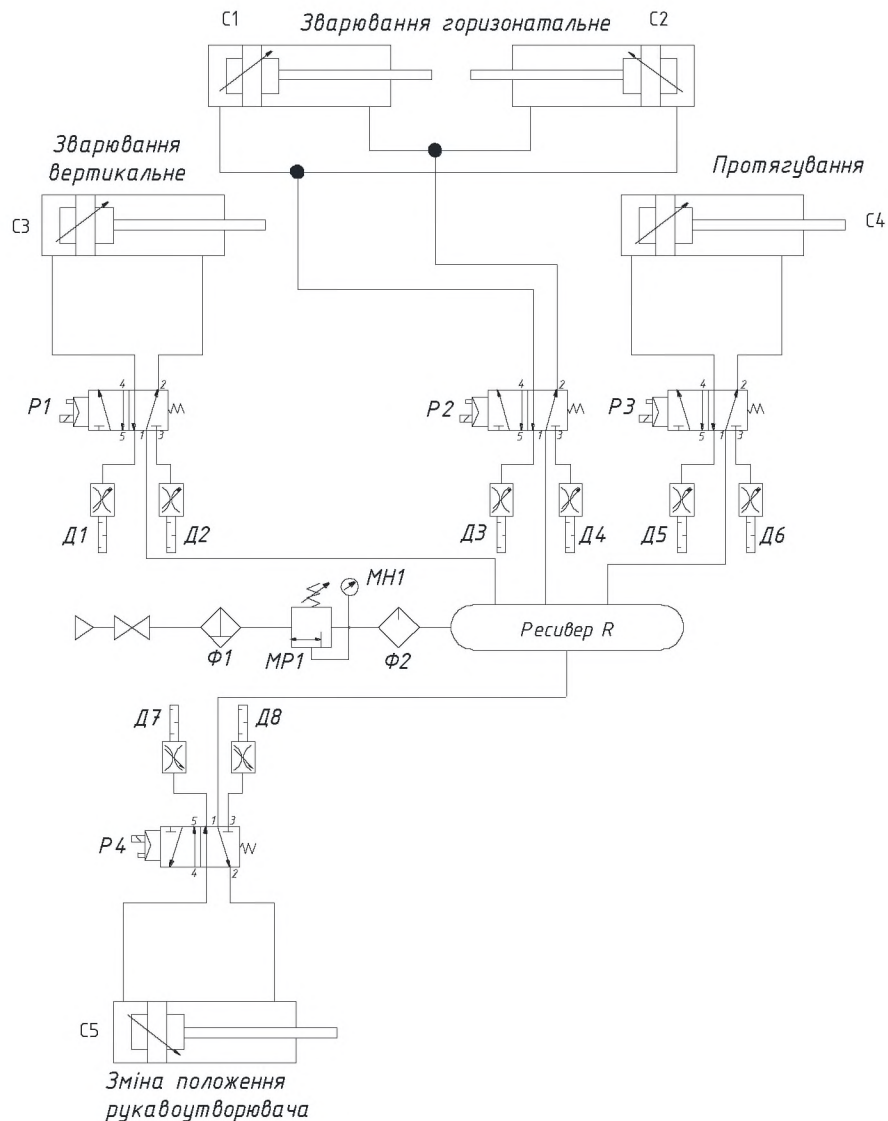 C1
Зварювання горизонатальне
C2
Зварювання
вертикальне
Протягування
C3
C4
4
2
P1
5
1
3
4
2
P2
5
1
3
4
2
P3
5
1
3
Д1
Д2
Д3
Д4
Д5
Д6
МН1
Ресивер R
Ф1
МР1
Ф2
Д7
Д8
5
1
3
P4
4
2
C5
Зміна положення
рукавоутворювача